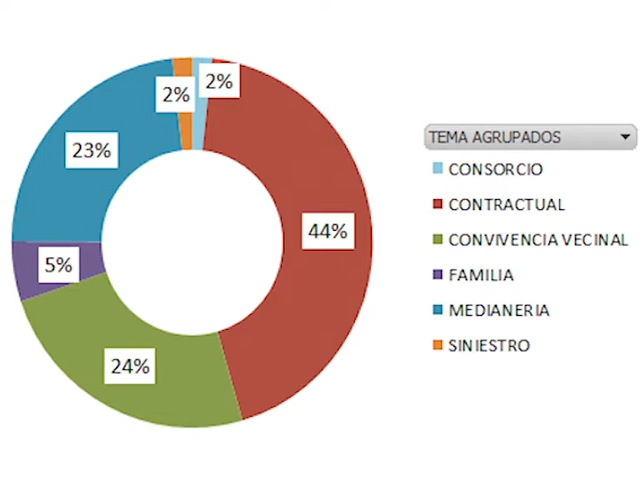 2%
2%
23%
44%
5%
24%
TEMA AGRUPADOS
CONSORCIO
CONTRACTUAL
CONVIVENCIA VECINAL
FAMILIA
MEDIANERIA
SINIESTRO